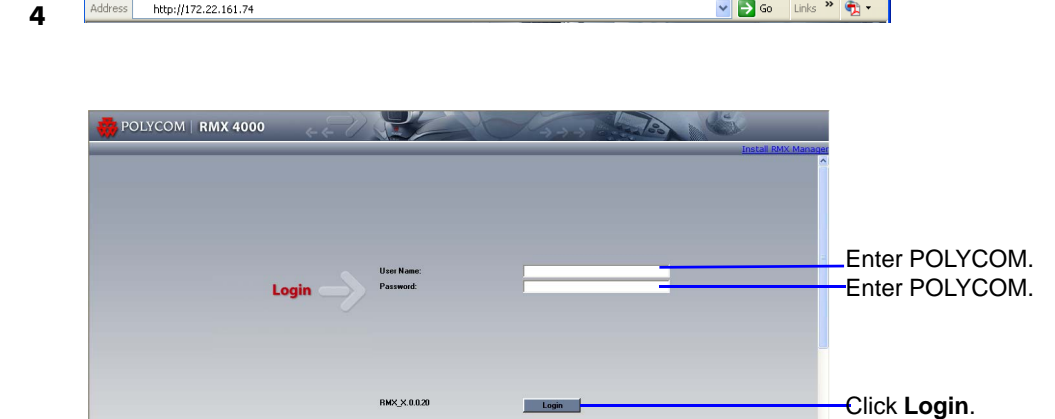 4
Address http://172.22.161.74 Go Links »
POLYCOM | RMX 4000
Install RMX Manager
User Name: Enter POLYCOM.
Login Password: Enter POLYCOM.
RMX_X.0.0.20 Login Click Login.